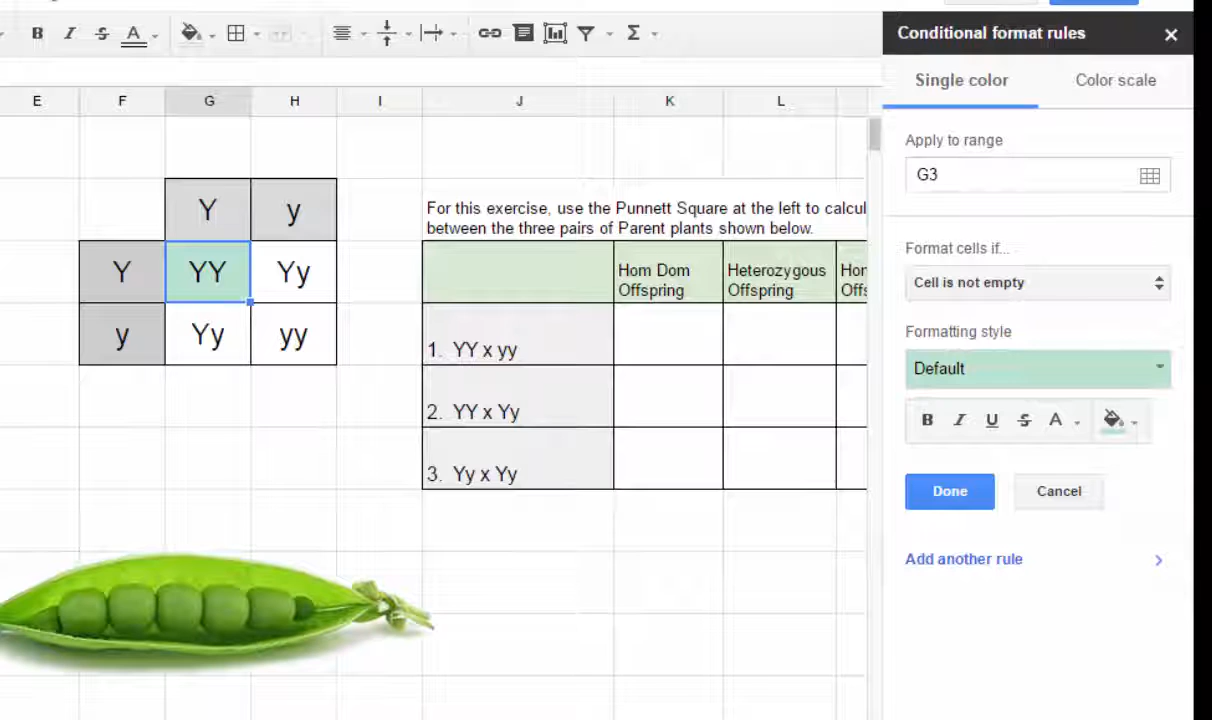 B I S A Σ
Conditional format rules
Single color Color scale
E F G H I J K L
Apply to range
G3
Y y
For this exercise, use the Punnett Square at the left to calcul
between the three pairs of Parent plants shown below.
Y YY Yy
y Yy yy
Hom Dom
Offspring
Heterozygous
Offspring
Hon
Offs
1. YY x yy
2. YY x Yy
3. Yy x Yy
Format cells if...
Cell is not empty
Formatting style
Default
B I U S A
Done Cancel
Add another rule